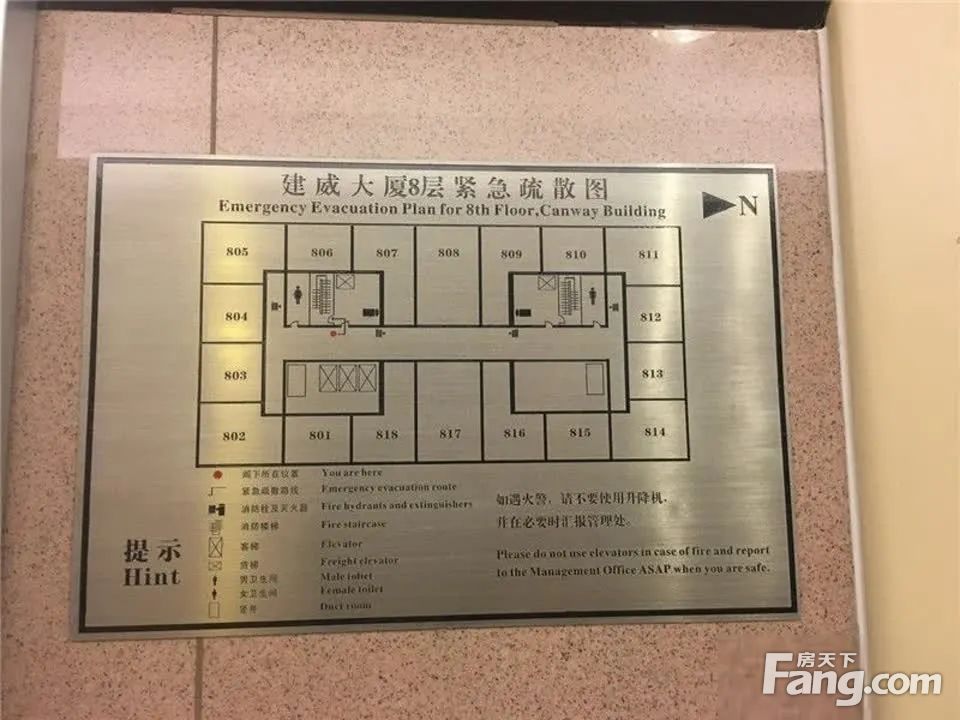 建威大厦8层紧急疏散图
Emergency Evacuation Plan for 8th Floor,Canway Building
N
805 806 807 808 809 810 811
804 812
803 813
802 801 818 817 816 815 814
阁下所在位置 You are here
紧急疏散路线 Emergency evacuation route
消防栓及灭火器 Fire hydrants and extinguishers
消防楼梯 Fire staircase
客梯 Elevator
货梯 Freight elevator
男卫生间 Male toilet
女卫生间 Female toilet
竖井 Duct room
提示
Hint
如遇火警，请不要使用升降机，
并在必要时汇报管理处。
Please do not use elevators in case of fire and report
to the Management Office ASAP when you are safe.
房天下
Fang.com